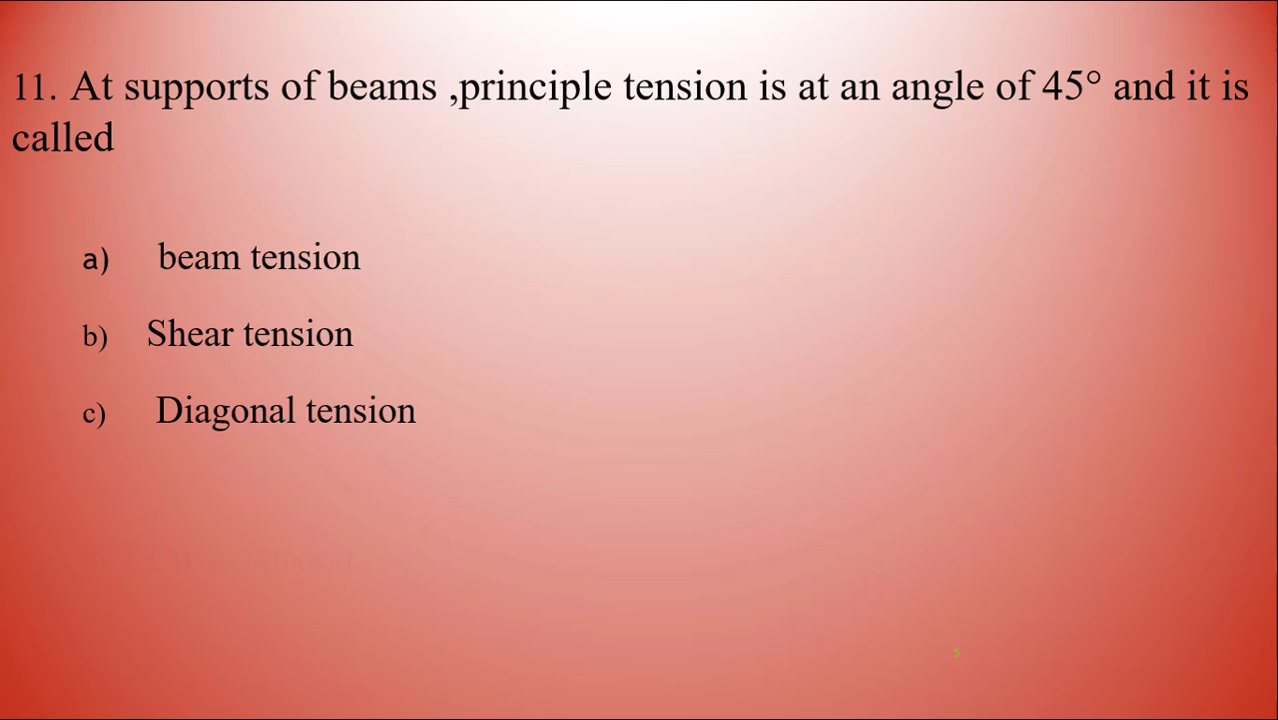 11. At supports of beams ,principle tension is at an angle of 45° and it is
called
a) beam tension
b) Shear tension
c) Diagonal tension
5